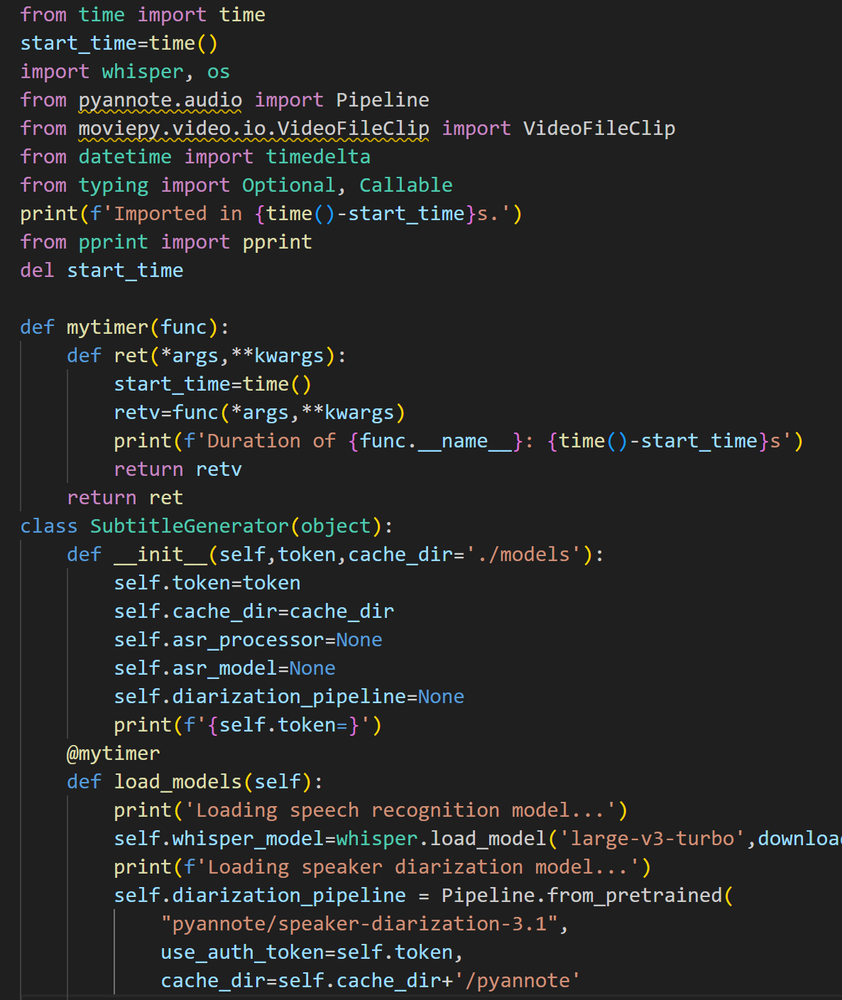 from time import time
start_time=time()
import whisper, os
from pyannote.audio import Pipeline
from moviepy.video.io.VideoFileClip import VideoFileClip
from datetime import timedelta
from typing import Optional, Callable
print(f'Imported in {time()-start_time}s.')
from pprint import pprint
del start_time

def mytimer(func):
    def ret(*args,**kwargs):
        start_time=time()
        retv=func(*args,**kwargs)
        print(f'Duration of {func.__name__}: {time()-start_time}s')
        return retv
    return ret
class SubtitleGenerator(object):
    def __init__(self,token,cache_dir='./models'):
        self.token=token
        self.cache_dir=cache_dir
        self.asr_processor=None
        self.asr_model=None
        self.diarization_pipeline=None
        print(f'{self.token=}')
    @mytimer
    def load_models(self):
        print('Loading speech recognition model...')
        self.whisper_model=whisper.load_model('large-v3-turbo',downloa
        print(f'Loading speaker diarization model...')
        self.diarization_pipeline = Pipeline.from_pretrained(
            "pyannote/speaker-diarization-3.1",
            use_auth_token=self.token,
            cache_dir=self.cache_dir+'/pyannote'